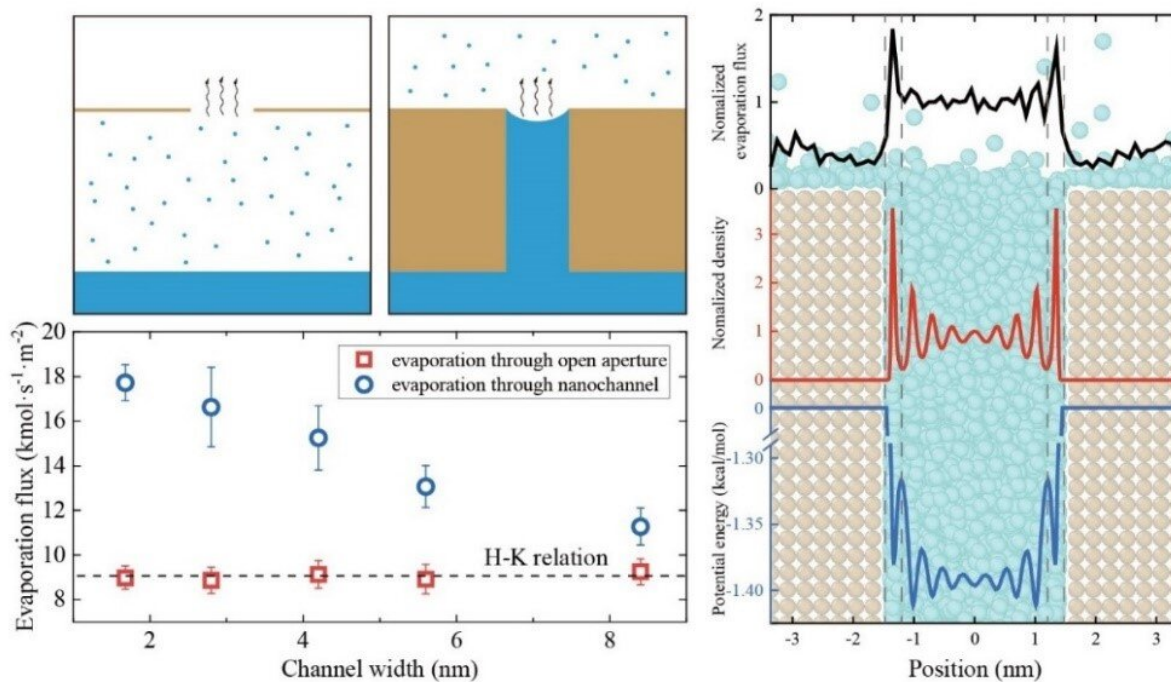 20
18
16
14
12
10
8
Evaporation flux (kmol·s⁻¹·m⁻²)
evaporation through open aperture
evaporation through nanochannel
H-K relation
2
4
6
8
Channel width (nm)
Nomalized
evaporation flux
2
1
0
Nomalized density
3
2
1
0
Potential energy (kcal/mol)
0
-1.30
-1.35
-1.40
-3
-2
-1
0
1
2
3
Position (nm)